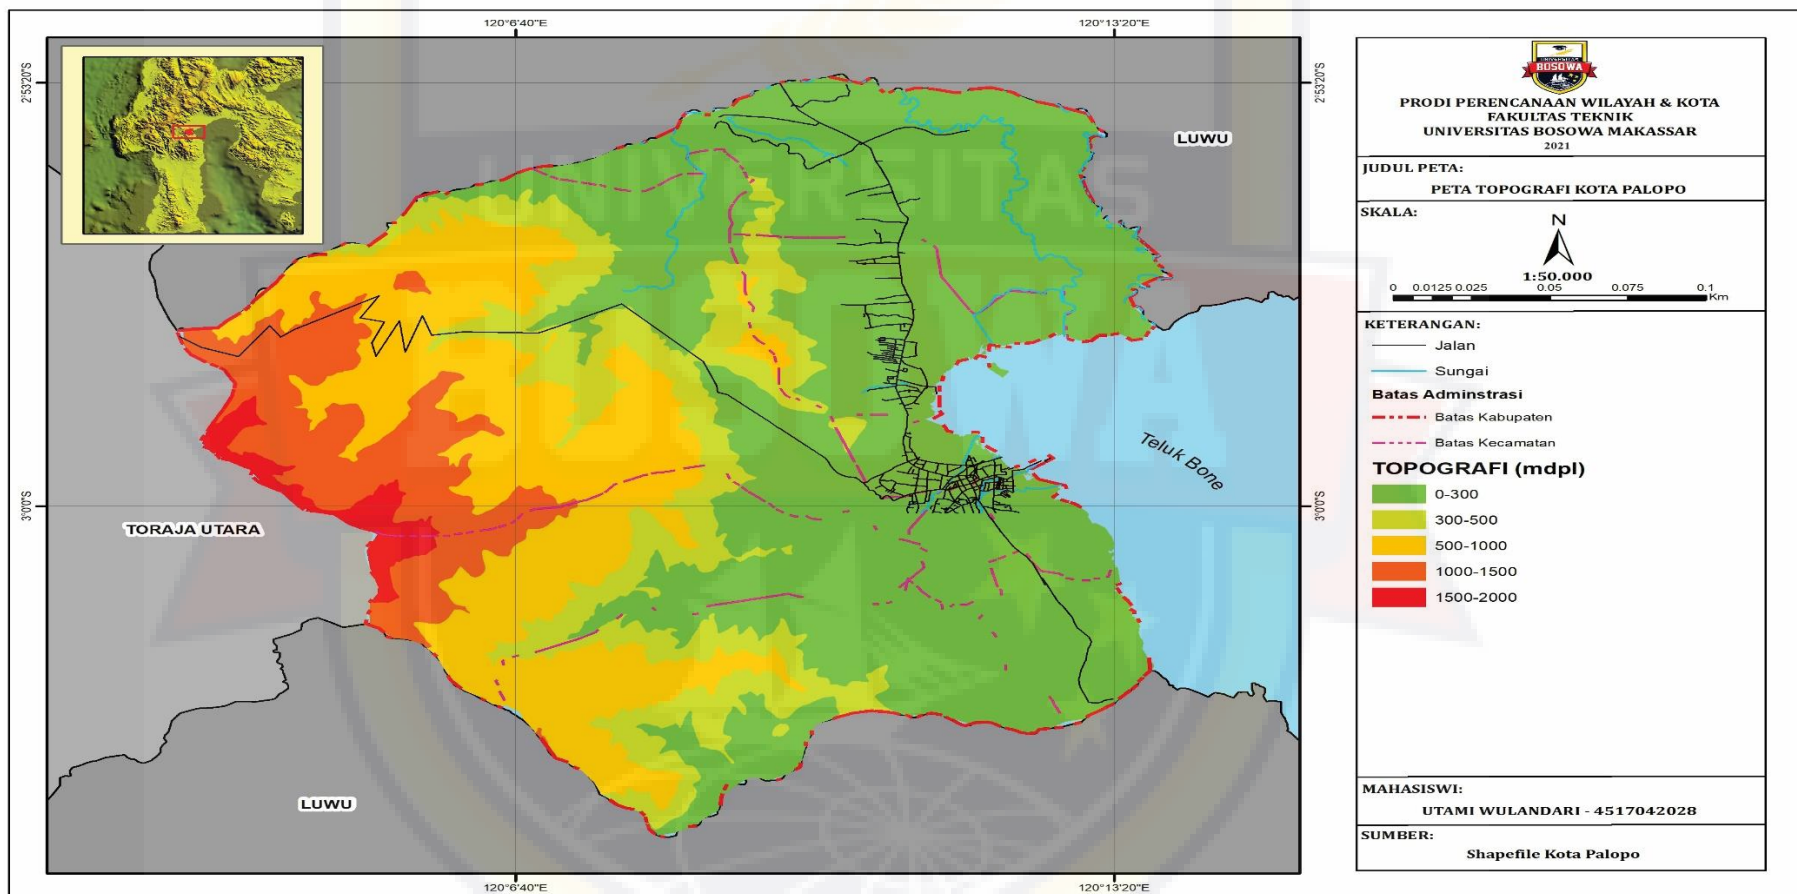 120°6'40"E
120°13'20"E
2°53'20"S
2°53'20"S
LUWU
UNIVERSITAS
BOSOWA
Teluk Bone
3°0'0"S
3°0'0"S
TORAJA UTARA
LUWU
120°6'40"E
120°13'20"E
UNIVERSITAS
BOSOWA
PRODI PERENCANAAN WILAYAH & KOTA
FAKULTAS TEKNIK
UNIVERSITAS BOSOWA MAKASSAR
2021
JUDUL PETA:
PETA TOPOGRAFI KOTA PALOPO
SKALA:
N
1:50.000
0 0.0125 0.025 0.05 0.075 0.1
Km
KETERANGAN:
Jalan
Sungai
Batas Adminstrasi
Batas Kabupaten
Batas Kecamatan
TOPOGRAFI (mdpl)
0-300
300-500
500-1000
1000-1500
1500-2000
MAHASISWI:
UTAMI WULANDARI - 4517042028
SUMBER:
Shapefile Kota Palopo